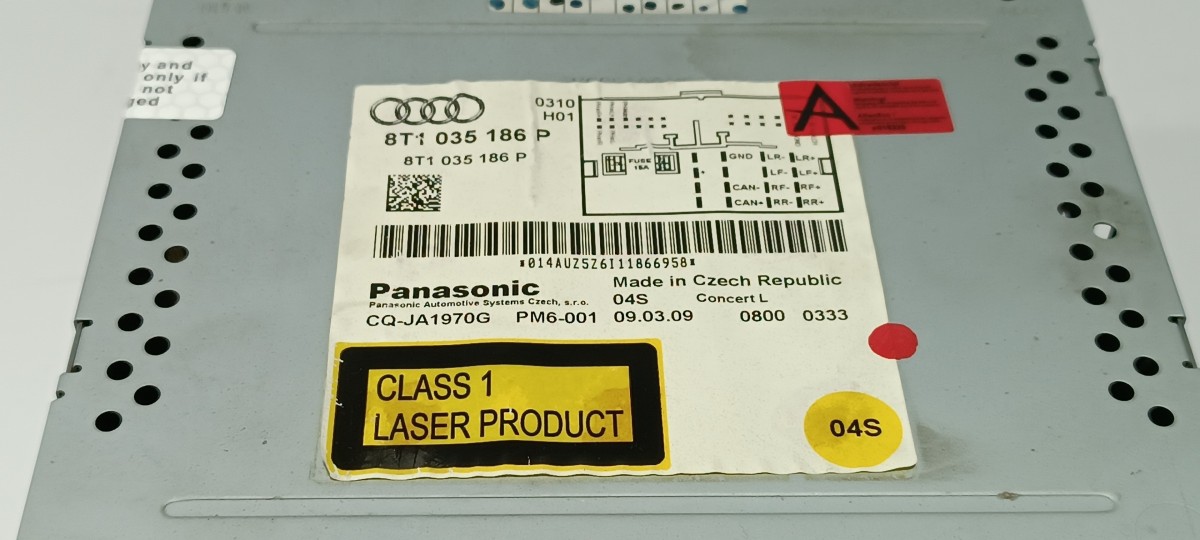 y and
only if
not
ged
8T1 035 186 P
8T1 035 186 P
0310
H01
A
FUSE
15A
GND LR- LR+
LF- LF+
CAN- RF- RF+
CAN+ RR- RR+
*014AUZ5Z6I11866958*
Panasonic
Panasonic Automotive Systems Czech, s.r.o.
Made in Czech Republic
04S Concert L
CQ-JA1970G PM6-001 09.03.09 0800 0333
CLASS 1
LASER PRODUCT
04S